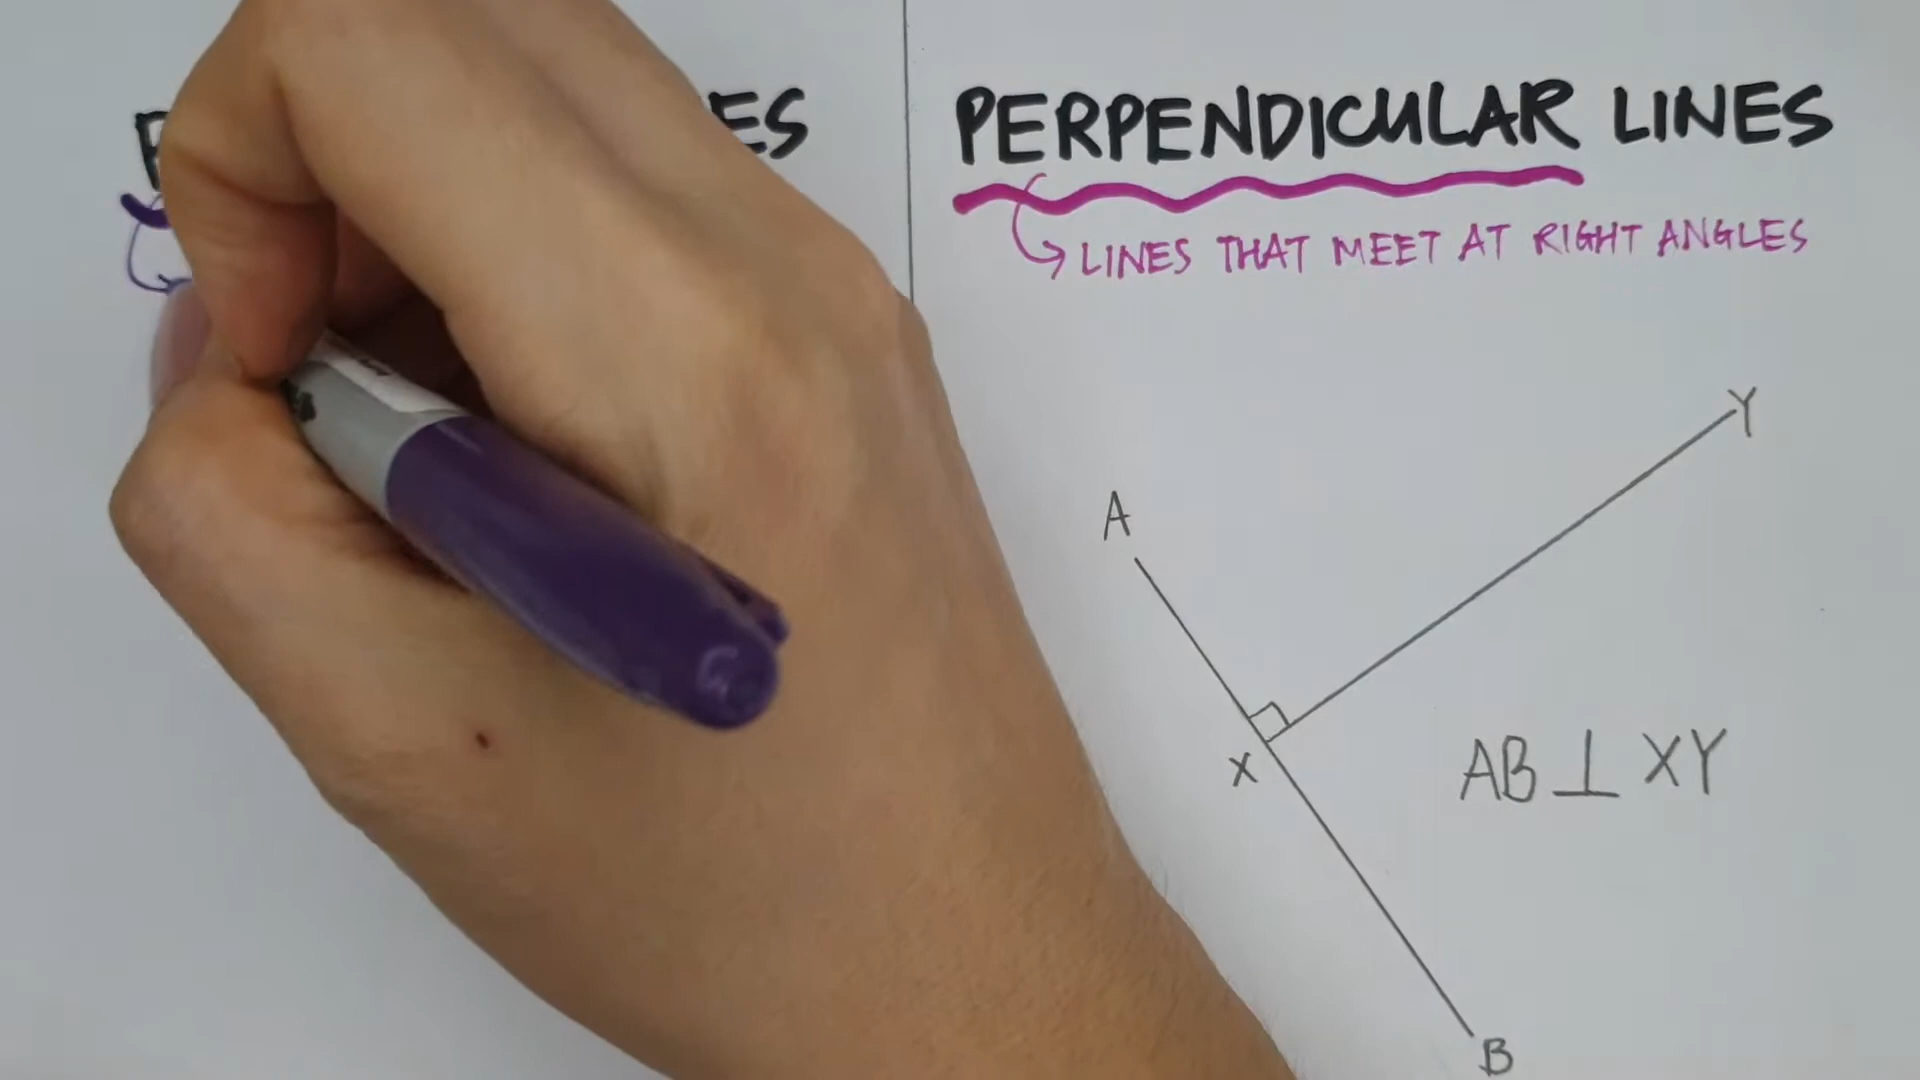 PERPENDICULAR LINES
LINES THAT MEET AT RIGHT ANGLES
Y
A
X
AB ⊥ XY
B